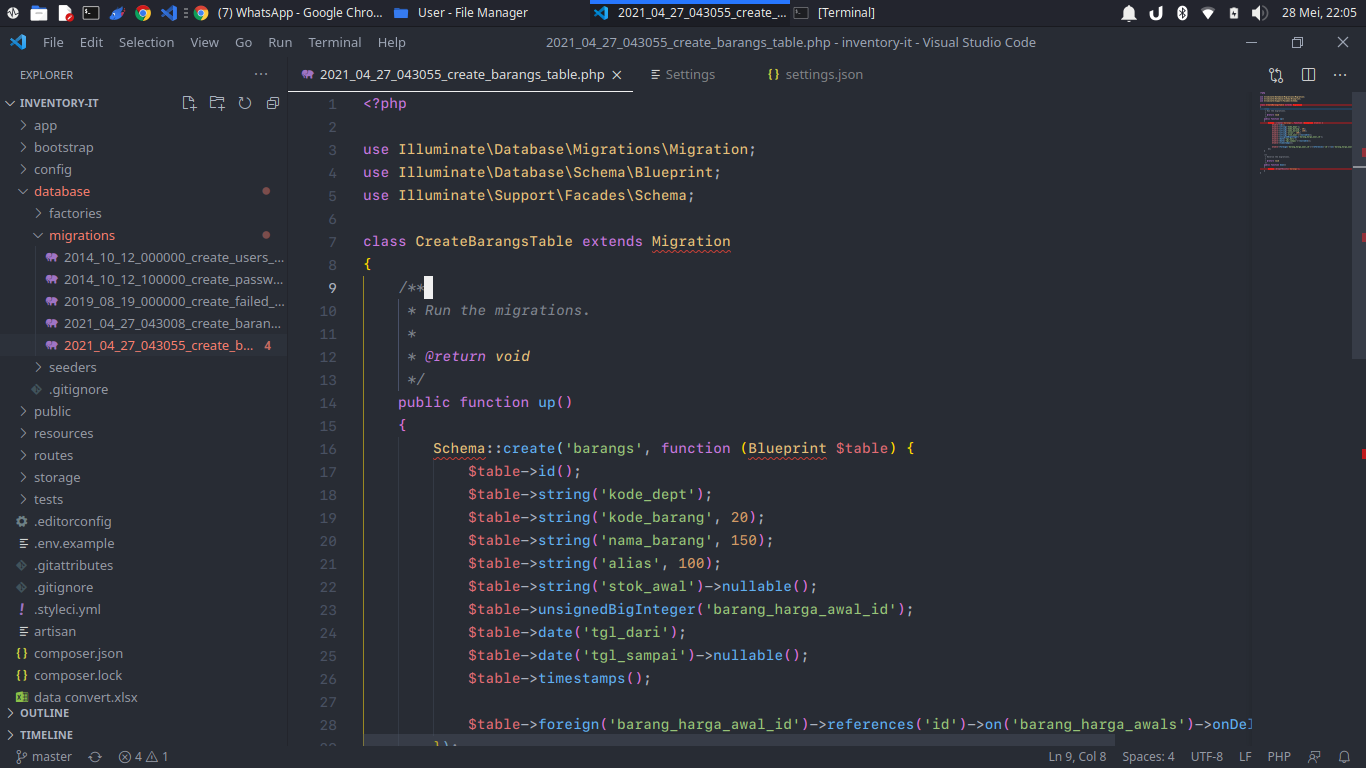 (7) WhatsApp - Google Chro...
User - File Manager
2021_04_27_043055_create_...
[Terminal]
28 Mei, 22:05
File Edit Selection View Go Run Terminal Help
2021_04_27_043055_create_barangs_table.php - inventory-it - Visual Studio Code
EXPLORER
INVENTORY-IT
app
bootstrap
config
database
factories
migrations
2014_10_12_000000_create_users_...
2014_10_12_100000_create_passw...
2019_08_19_000000_create_failed_...
2021_04_27_043008_create_baran...
2021_04_27_043055_create_b... 4
seeders
.gitignore
public
resources
routes
storage
tests
.editorconfig
.env.example
.gitattributes
.gitignore
.styleci.yml
artisan
composer.json
composer.lock
data convert.xlsx
OUTLINE
TIMELINE
2021_04_27_043055_create_barangs_table.php
Settings
settings.json
1 <?php
2
3 use Illuminate\Database\Migrations\Migration;
4 use Illuminate\Database\Schema\Blueprint;
5 use Illuminate\Support\Facades\Schema;
6
7 class CreateBarangsTable extends Migration
8 {
9 /**
10 * Run the migrations.
11 *
12 * @return void
13 */
14 public function up()
15 {
16 Schema::create('barangs', function (Blueprint $table) {
17 $table->id();
18 $table->string('kode_dept');
19 $table->string('kode_barang', 20);
20 $table->string('nama_barang', 150);
21 $table->string('alias', 100);
22 $table->string('stok_awal')->nullable();
23 $table->unsignedBigInteger('barang_harga_awal_id');
24 $table->date('tgl_dari');
25 $table->date('tgl_sampai')->nullable();
26 $table->timestamps();
27
28 $table->foreign('barang_harga_awal_id')->references('id')->on('barang_harga_awals')->onDel
master
4 1
Ln 9, Col 8
Spaces: 4
UTF-8
LF
PHP